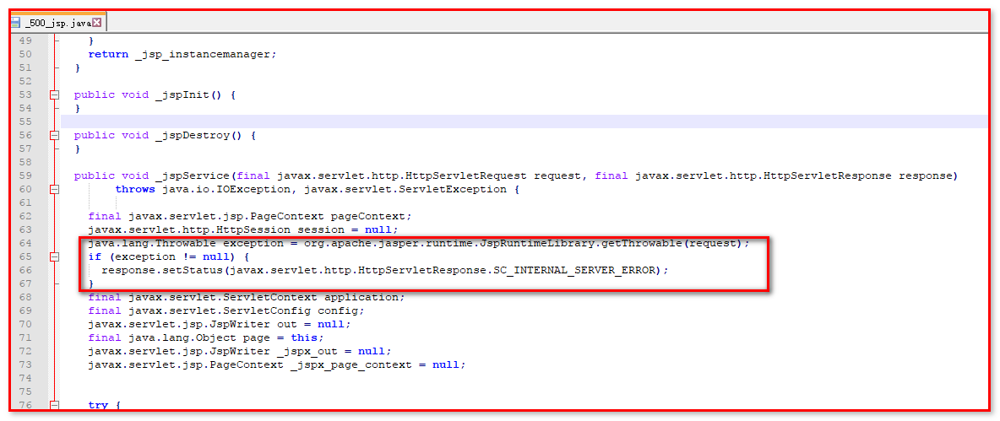 _500_jsp.java
49 }
50 return _jsp_instancemanager;
51 }
52
53 public void _jspInit() {
54 }
55
56 public void _jspDestroy() {
57 }
58
59 public void _jspService(final javax.servlet.http.HttpServletRequest request, final javax.servlet.http.HttpServletResponse response)
60 throws java.io.IOException, javax.servlet.ServletException {
61
62 final javax.servlet.jsp.PageContext pageContext;
63 javax.servlet.http.HttpSession session = null;
64 java.lang.Throwable exception = org.apache.jasper.runtime.JspRuntimeLibrary.getThrowable(request);
65 if (exception != null) {
66 response.setStatus(javax.servlet.http.HttpServletResponse.SC_INTERNAL_SERVER_ERROR);
67 }
68 final javax.servlet.ServletContext application;
69 final javax.servlet.ServletConfig config;
70 javax.servlet.jsp.JspWriter out = null;
71 final java.lang.Object page = this;
72 javax.servlet.jsp.JspWriter _jspx_out = null;
73 javax.servlet.jsp.PageContext _jspx_page_context = null;
74
75
76 try {